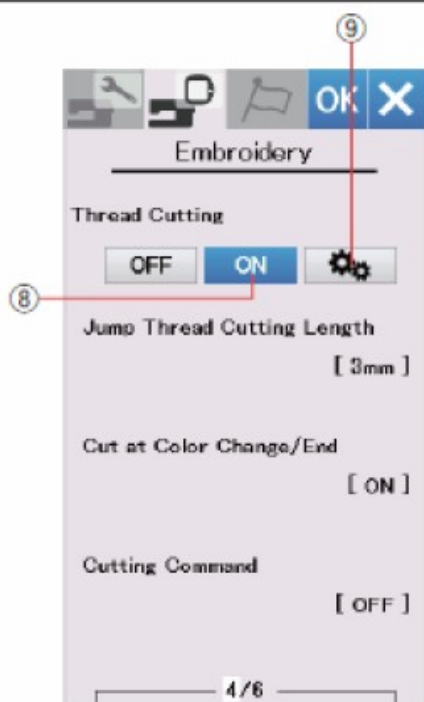 ⑨
OK X
Embroidery
Thread Cutting
OFF ON
⑧
Jump Thread Cutting Length
[ 3mm ]
Cut at Color Change/End
[ ON ]
Cutting Command
[ OFF ]
4/6